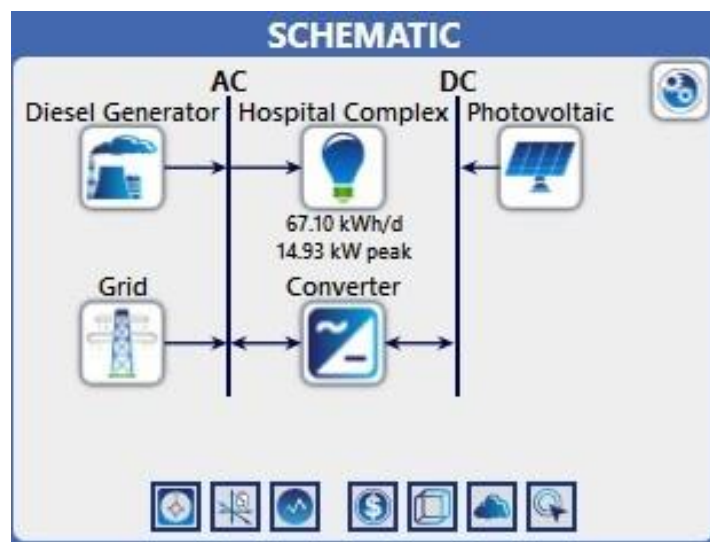 SCHEMATIC
AC DC
Diesel Generator Hospital Complex Photovoltaic
67.10 kWh/d
14.93 kW peak
Grid Converter